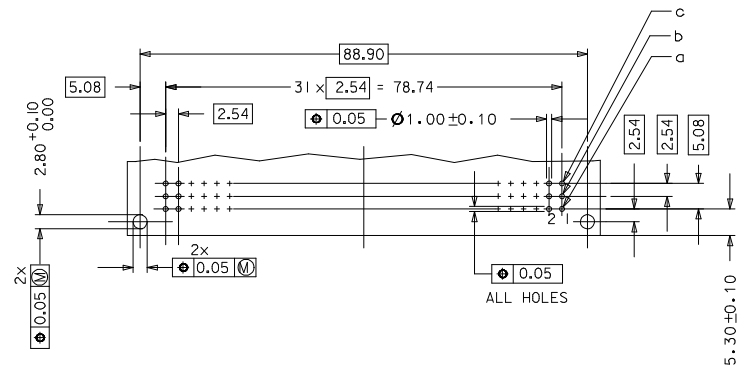 c
b
a
88.90
5.08
31 x 2.54 = 78.74
2.54
⌖ 0.05 Ø1.00±0.10
2.80 +0.10 0.00
2.54
2.54
5.08
2 1
2x
⌖ 0.05 Ⓜ
2x
⌖ 0.05 Ⓜ
⌖ 0.05
ALL HOLES
5.30±0.10